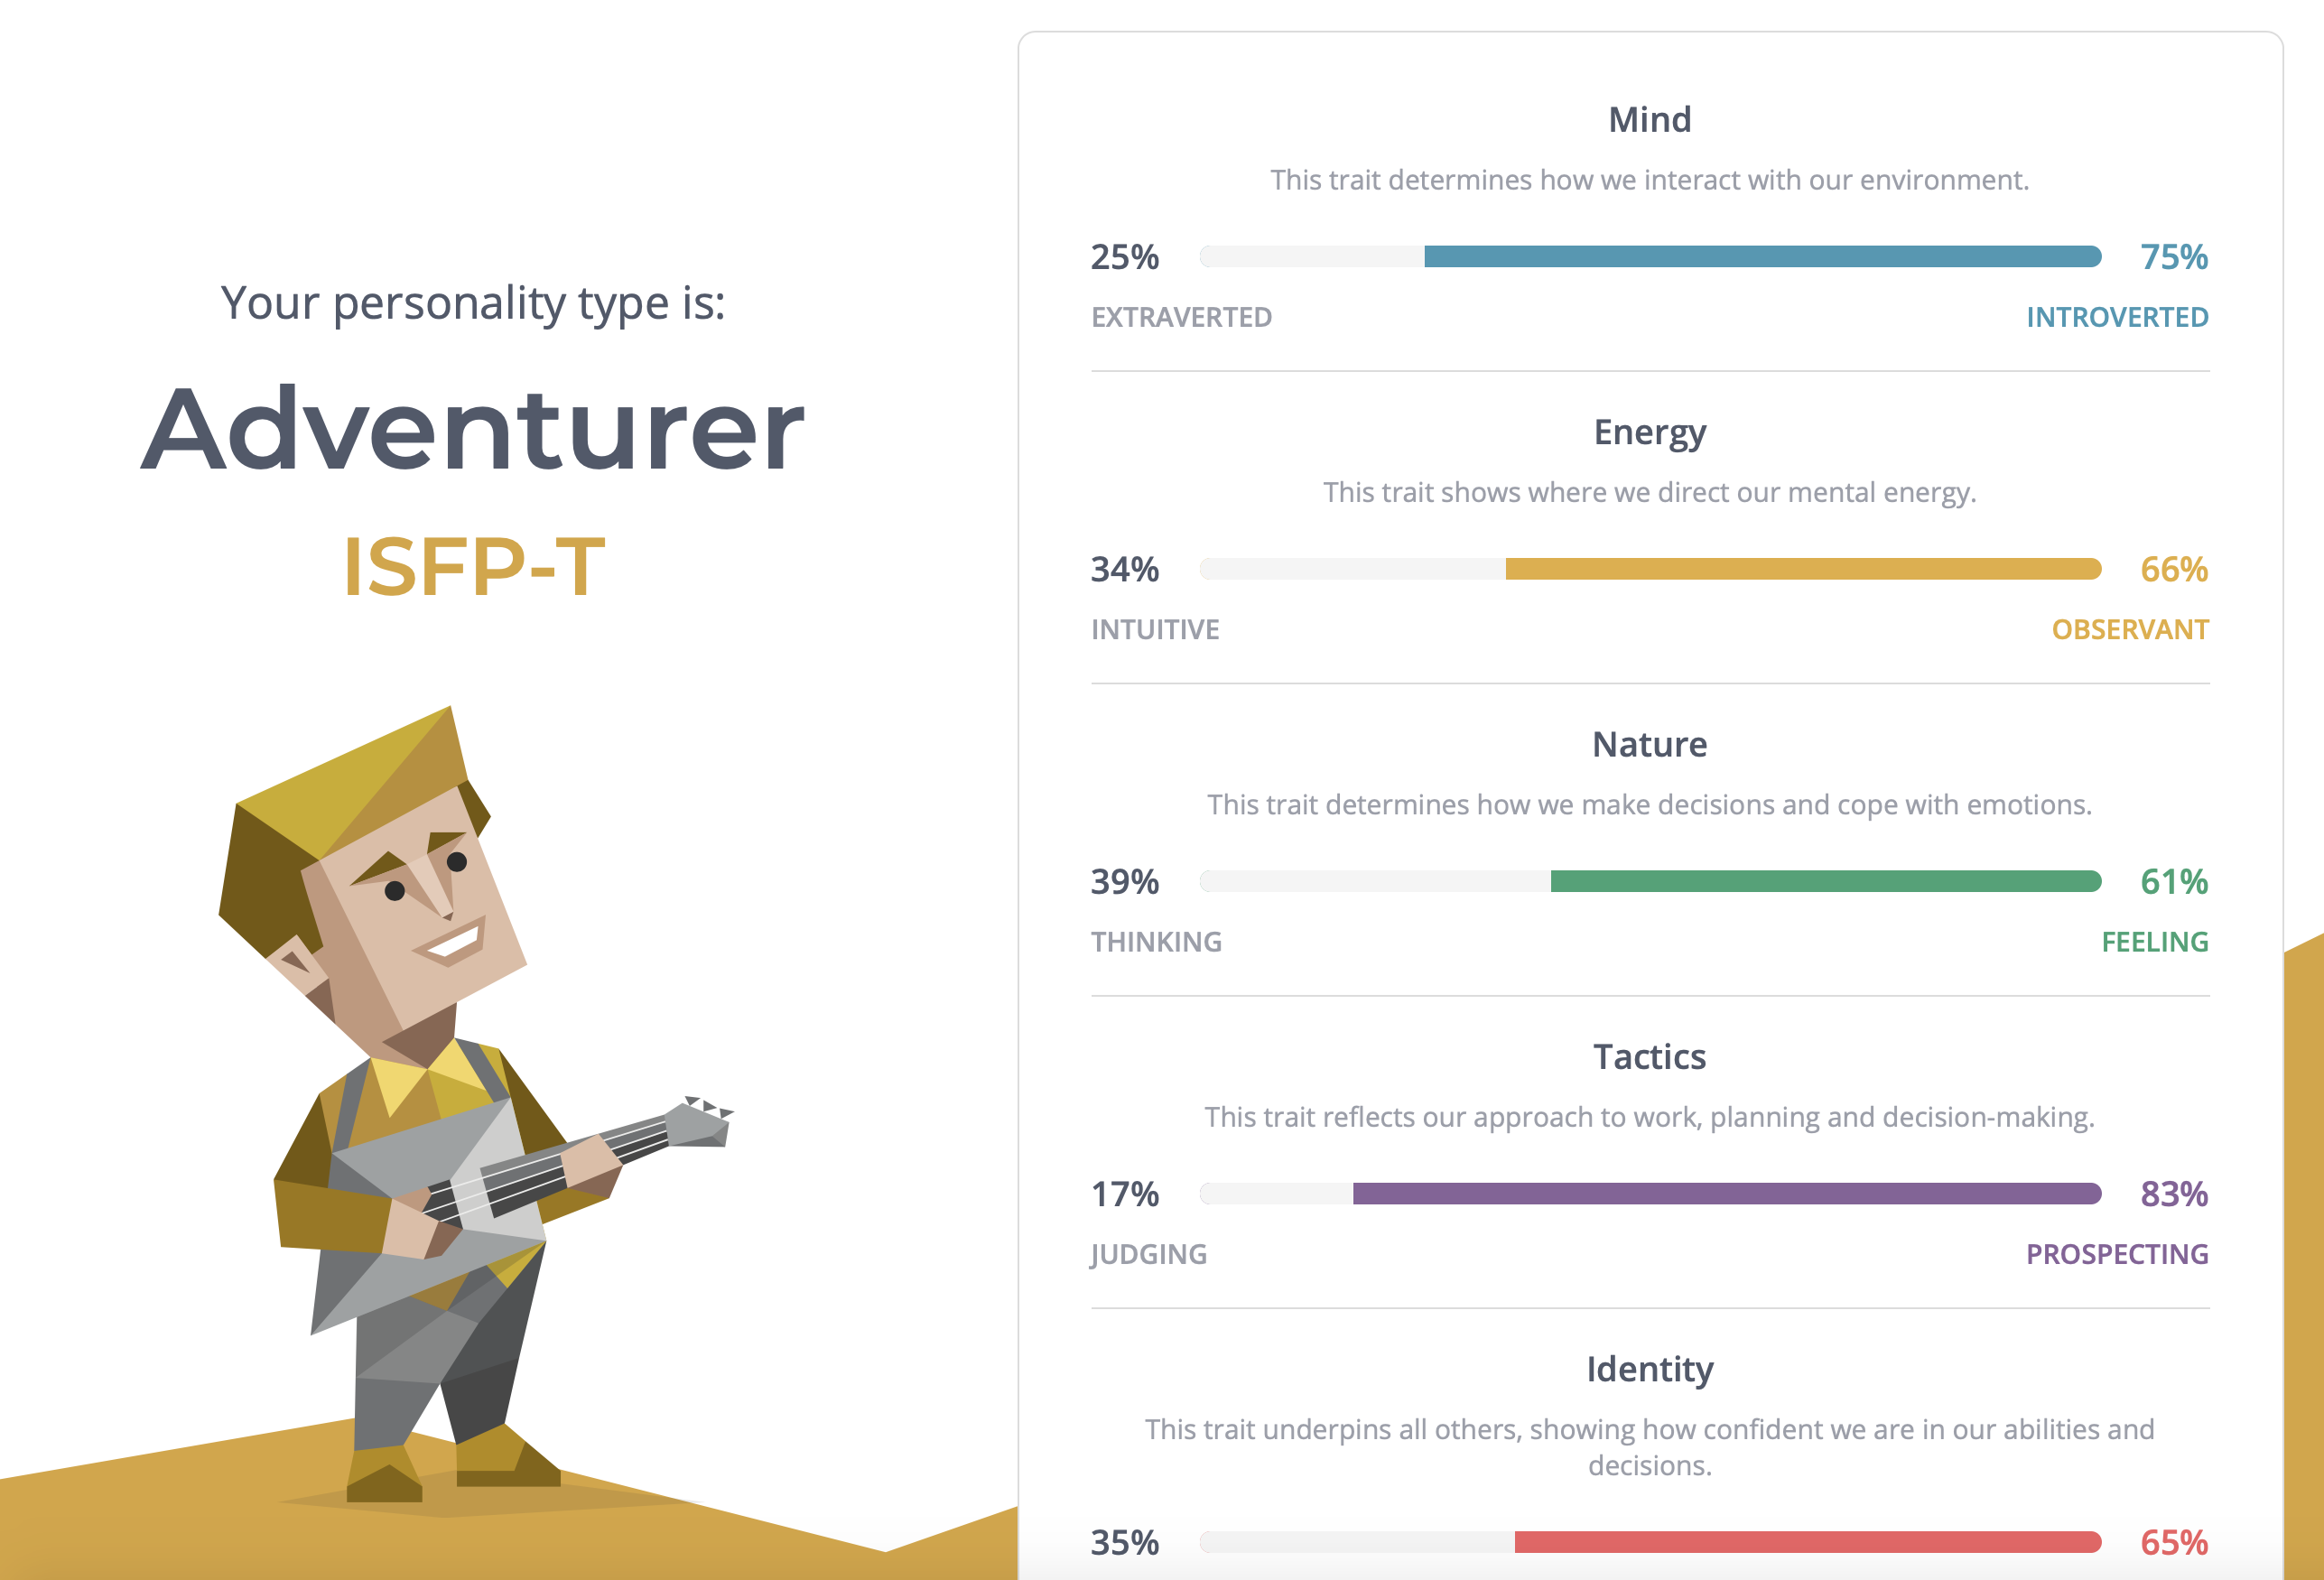 Your personality type is:
Adventurer
ISFP-T
Mind
This trait determines how we interact with our environment.
25% 75%
EXTRAVERTED INTROVERTED
Energy
This trait shows where we direct our mental energy.
34% 66%
INTUITIVE OBSERVANT
Nature
This trait determines how we make decisions and cope with emotions.
39% 61%
THINKING FEELING
Tactics
This trait reflects our approach to work, planning and decision-making.
17% 83%
JUDGING PROSPECTING
Identity
This trait underpins all others, showing how confident we are in our abilities and
decisions.
35% 65%